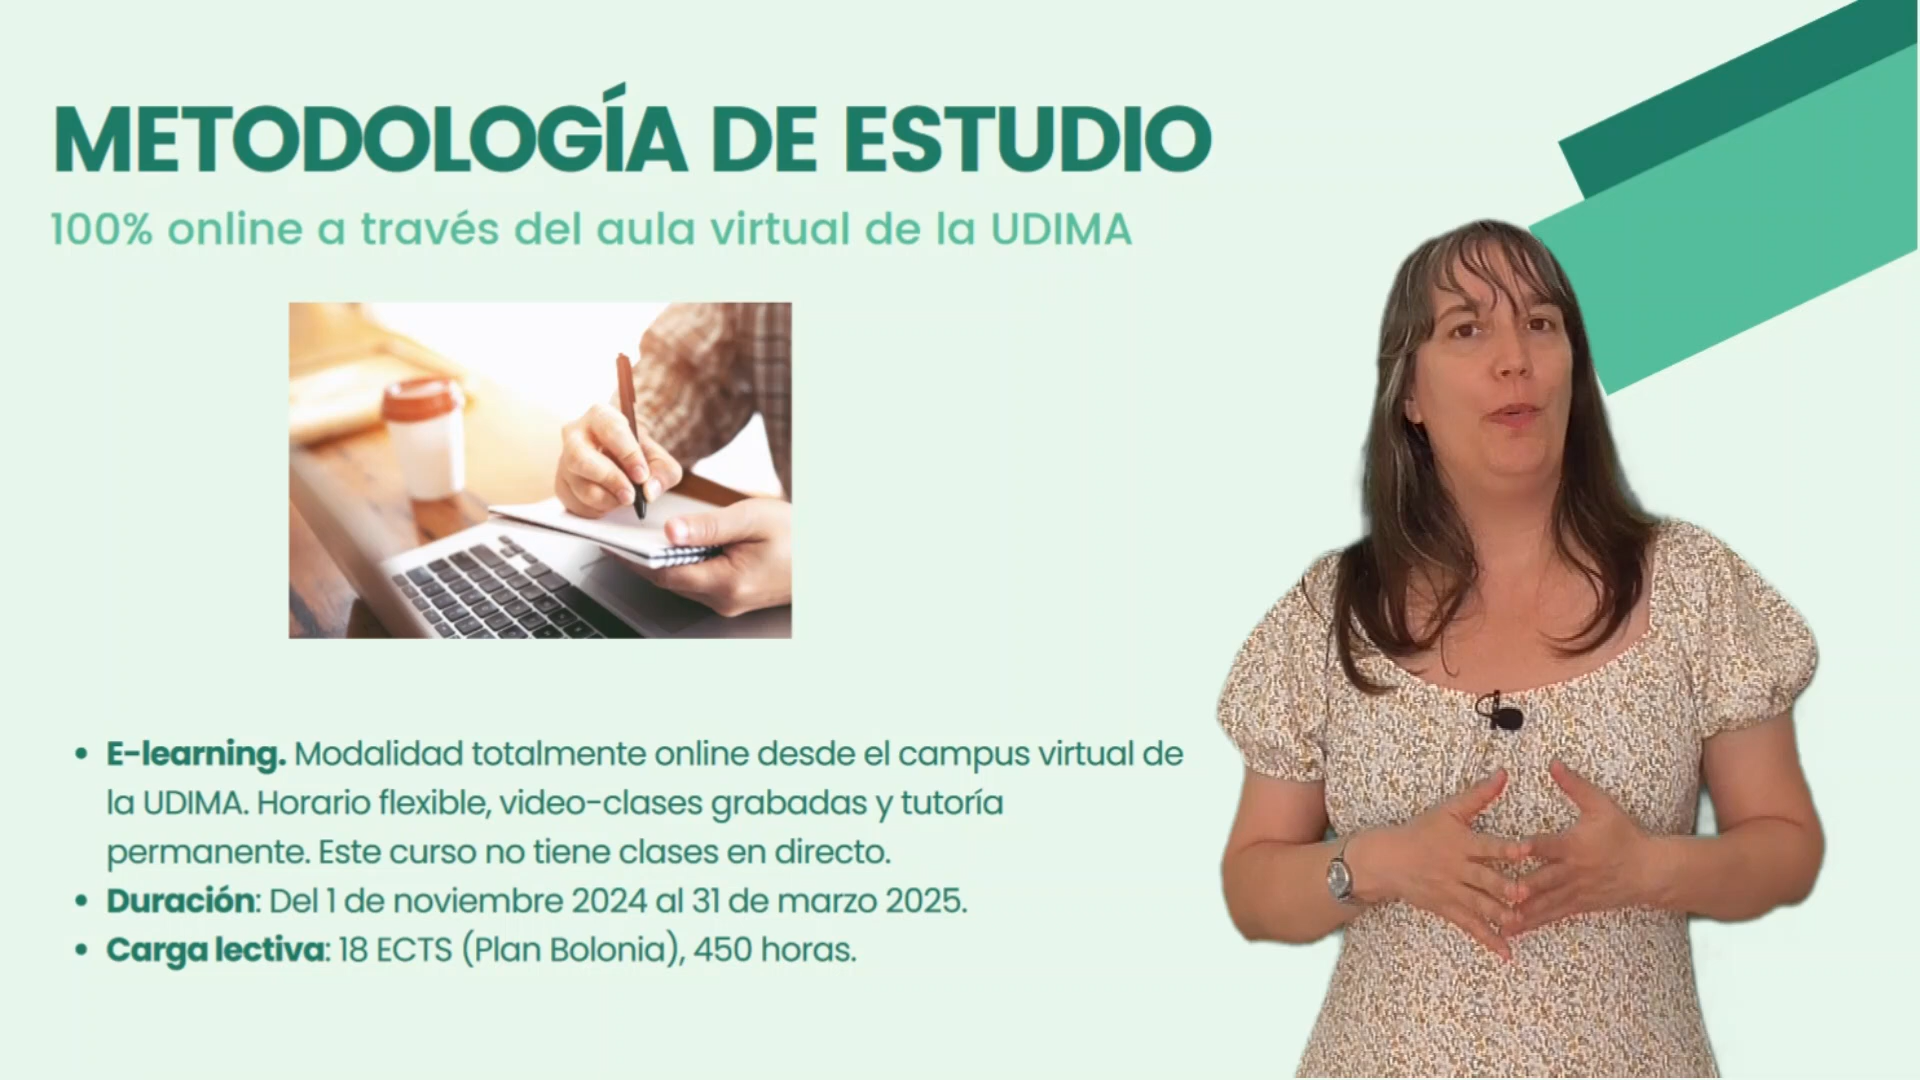 METODOLOGÍA DE ESTUDIO
100% online a través del aula virtual de la UDIMA
• E-learning. Modalidad totalmente online desde el campus virtual de
la UDIMA. Horario flexible, video-clases grabadas y tutoría
permanente. Este curso no tiene clases en directo.
• Duración: Del 1 de noviembre 2024 al 31 de marzo 2025.
• Carga lectiva: 18 ECTS (Plan Bolonia), 450 horas.